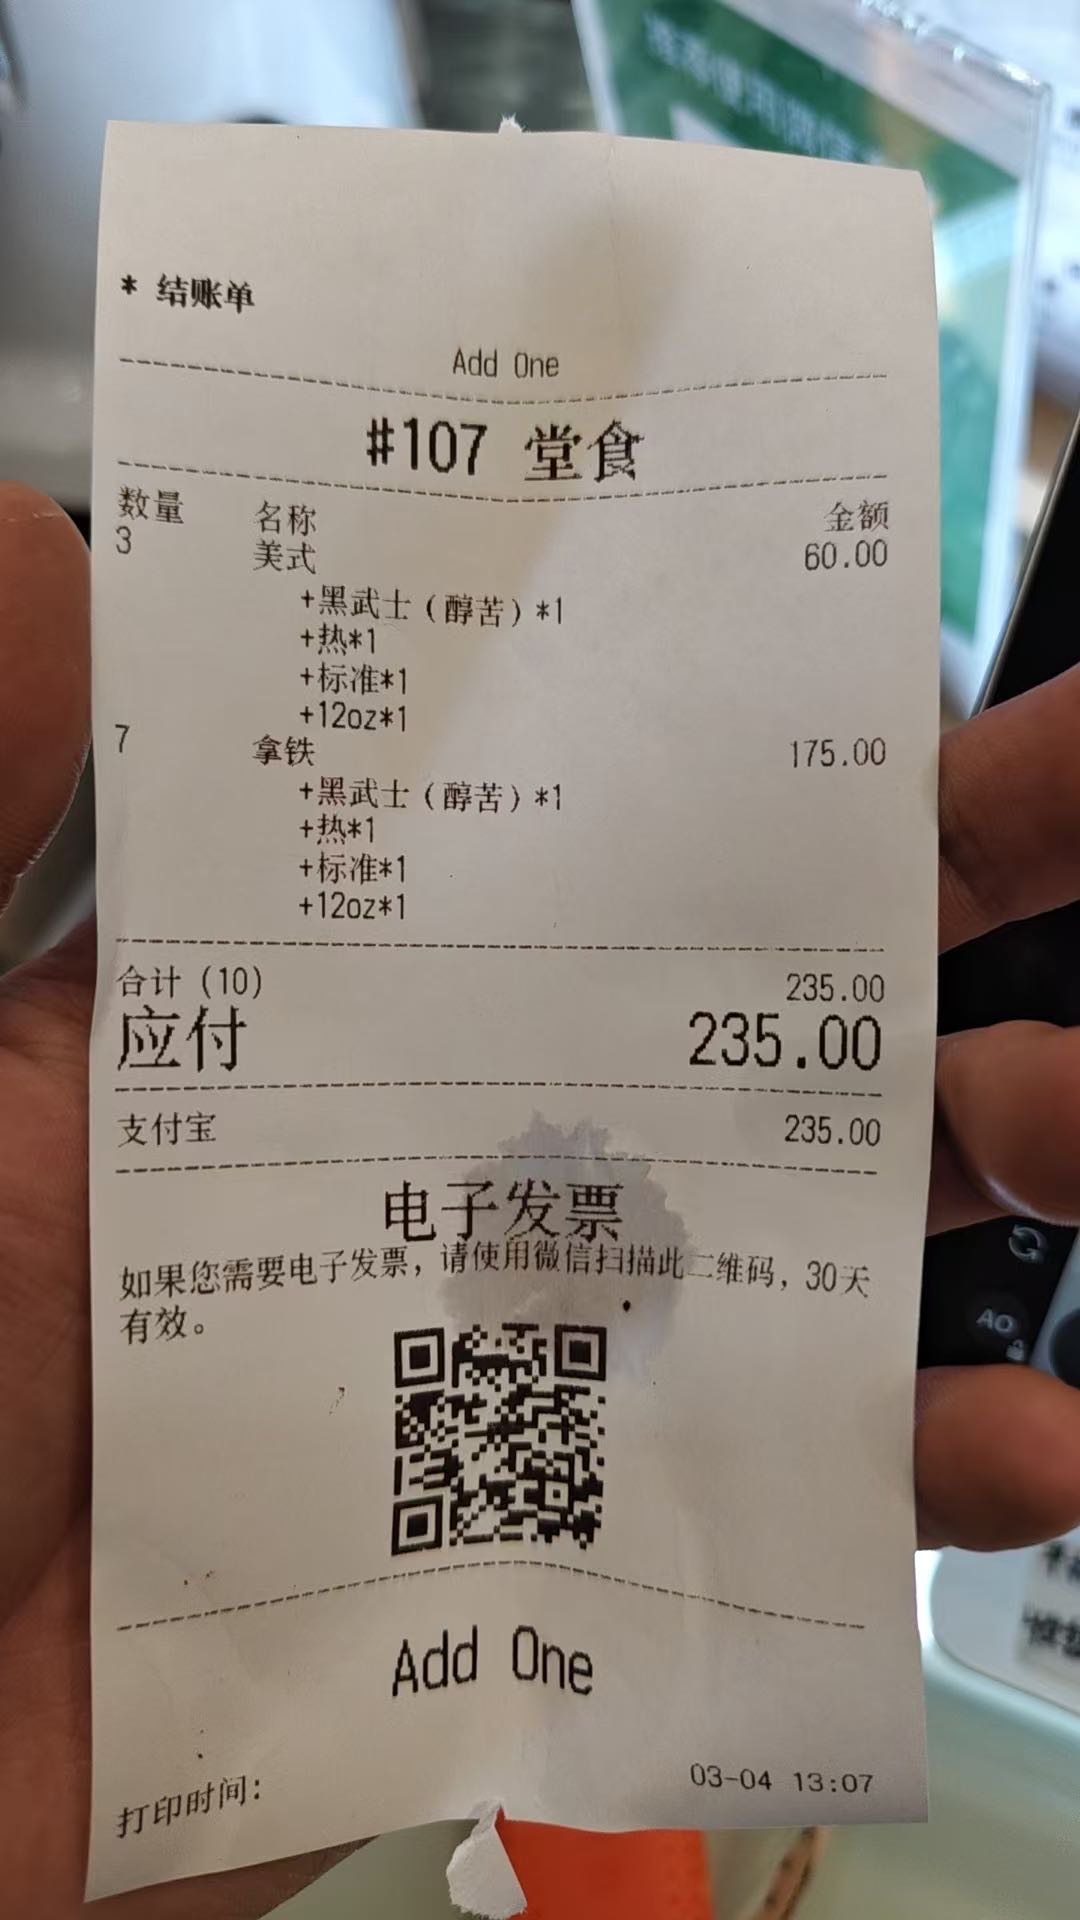 * 结账单
Add One
#107 堂食
数量 名称 金额
3 美式 60.00
+黑武士（醇苦）*1
+热*1
+标准*1
+12oz*1
7 拿铁 175.00
+黑武士（醇苦）*1
+热*1
+标准*1
+12oz*1
合计（10） 235.00
应付 235.00
支付宝 235.00
电子发票
如果您需要电子发票，请使用微信扫描此二维码，30天
有效。
Add One
打印时间： 03-04 13:07
AO